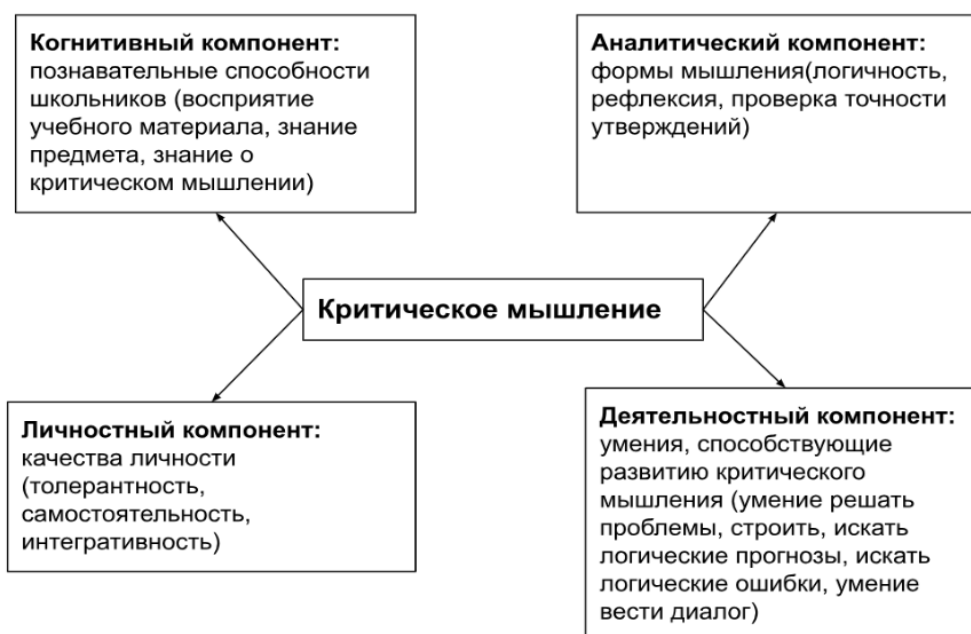 Когнитивный компонент:
познавательные способности
школьников (восприятие
учебного материала, знание
предмета, знание о
критическом мышлении)
Аналитический компонент:
формы мышления(логичность,
рефлексия, проверка точности
утверждений)
Критическое мышление
Личностный компонент:
качества личности
(толерантность,
самостоятельность,
интегративность)
Деятельностный компонент:
умения, способствующие
развитию критического
мышления (умение решать
проблемы, строить, искать
логические прогнозы, искать
логические ошибки, умение
вести диалог)